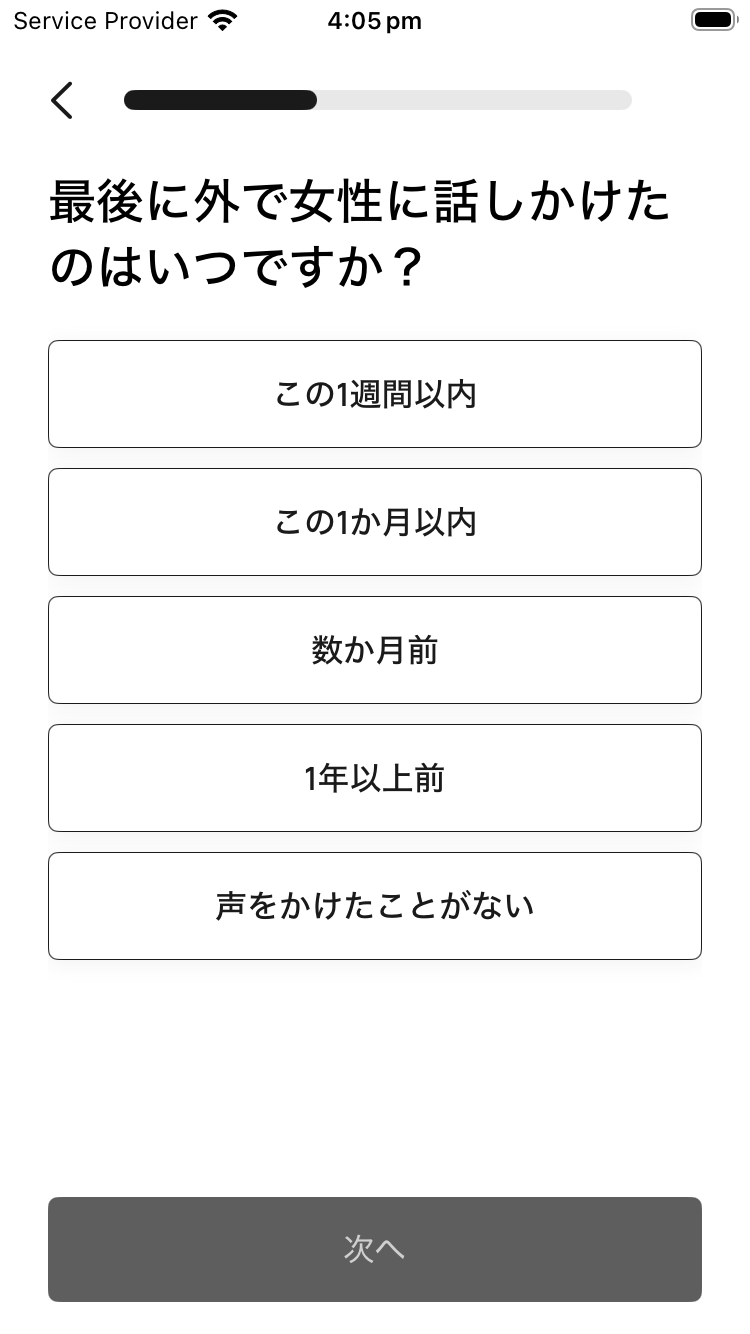 Service Provider 4:05 pm
最後に外で女性に話しかけた
のはいつですか？
この1週間以内
この1か月以内
数か月前
1年以上前
声をかけたことがない
次へ